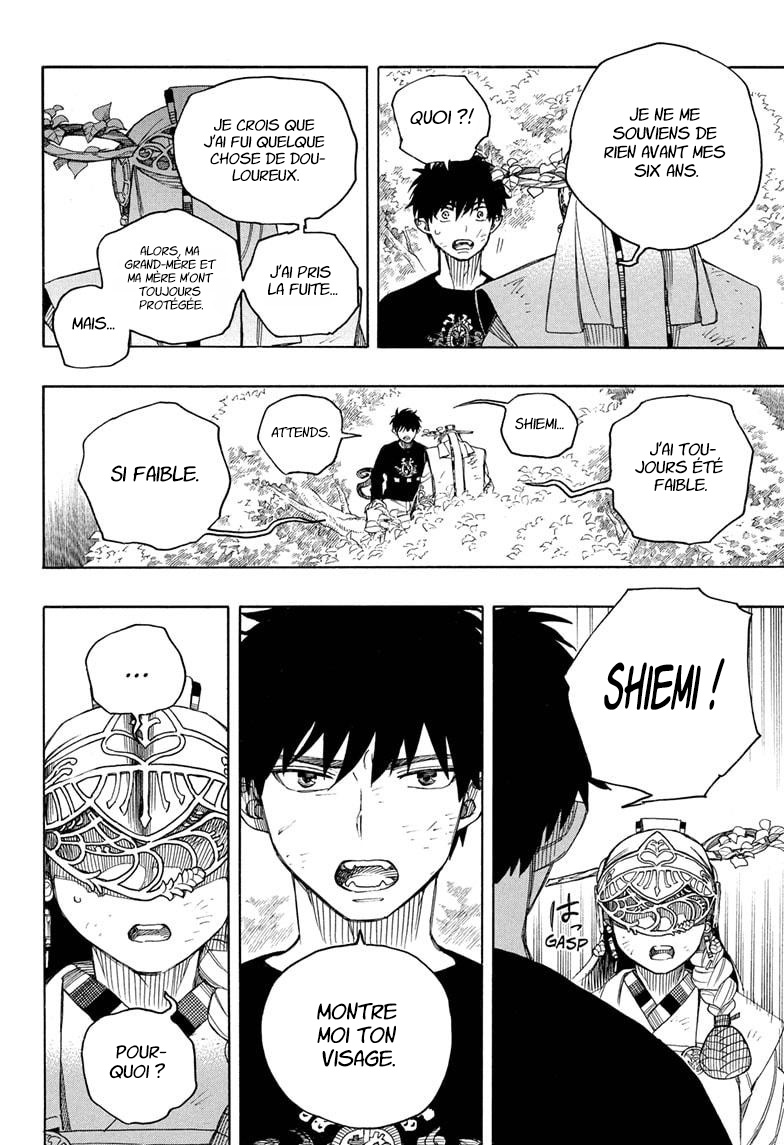 JE NE ME
SOUVIENS DE
RIEN AVANT MES
SIX ANS.
QUOI ?!
JE CROIS QUE
J'AI FUI QUELQUE
CHOSE DE DOU-
LOUREUX.
J'AI PRIS
LA FUITE...
ALORS, MA
GRAND-MÈRE ET
MA MÈRE M'ONT
TOUJOURS
PROTÉGÉE.
MAIS...
J'AI TOU-
JOURS ÉTÉ
FAIBLE.
SHIEMI...
ATTENDS.
SI FAIBLE.
SHIEMI !
はっ
GASP
MONTRE
MOI TON
VISAGE.
...
POUR-
QUOI ?